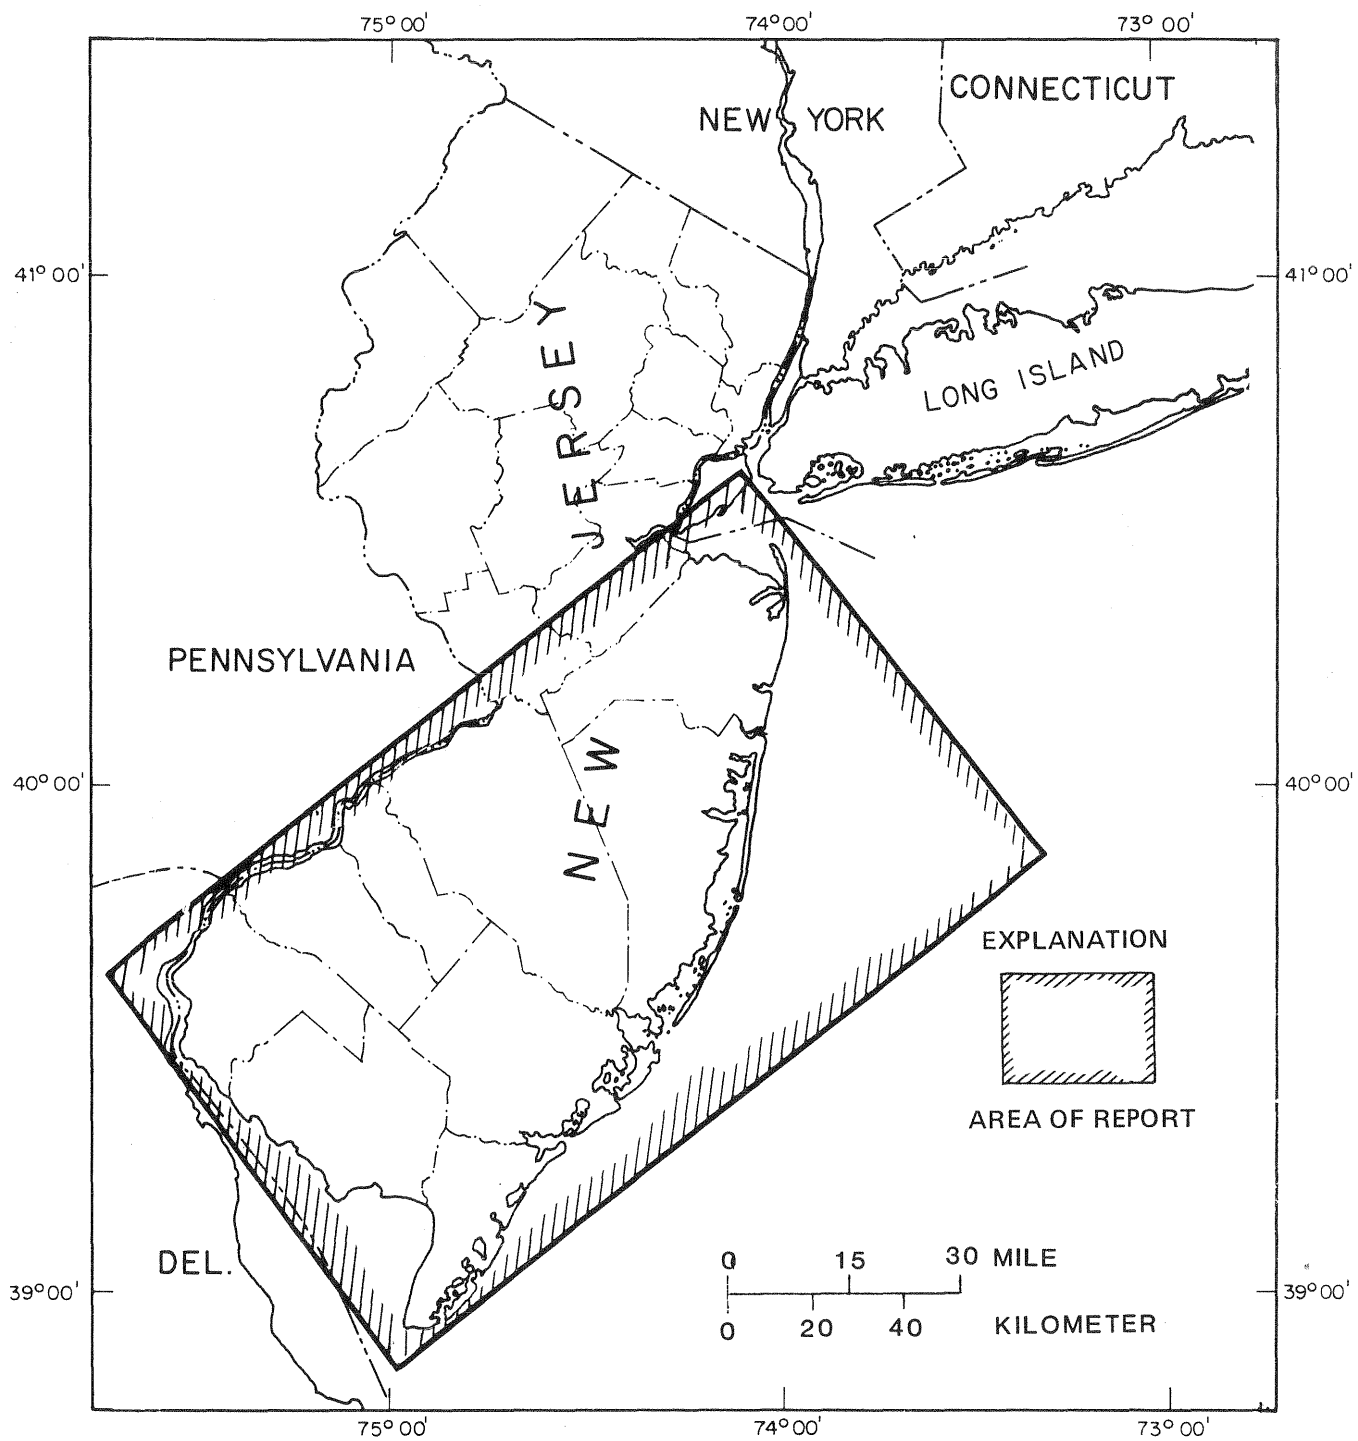 75°00'
74°00'
73°00'
CONNECTICUT
NEW YORK
41° 00'
41°00'
JERSEY
LONG ISLAND
PENNSYLVANIA
NEW
40°00'
40°00'
EXPLANATION
AREA OF REPORT
DEL.
0 15 30 MILE
0 20 40 KILOMETER
39°00'
39°00'
75°00'
74°00'
73°00'